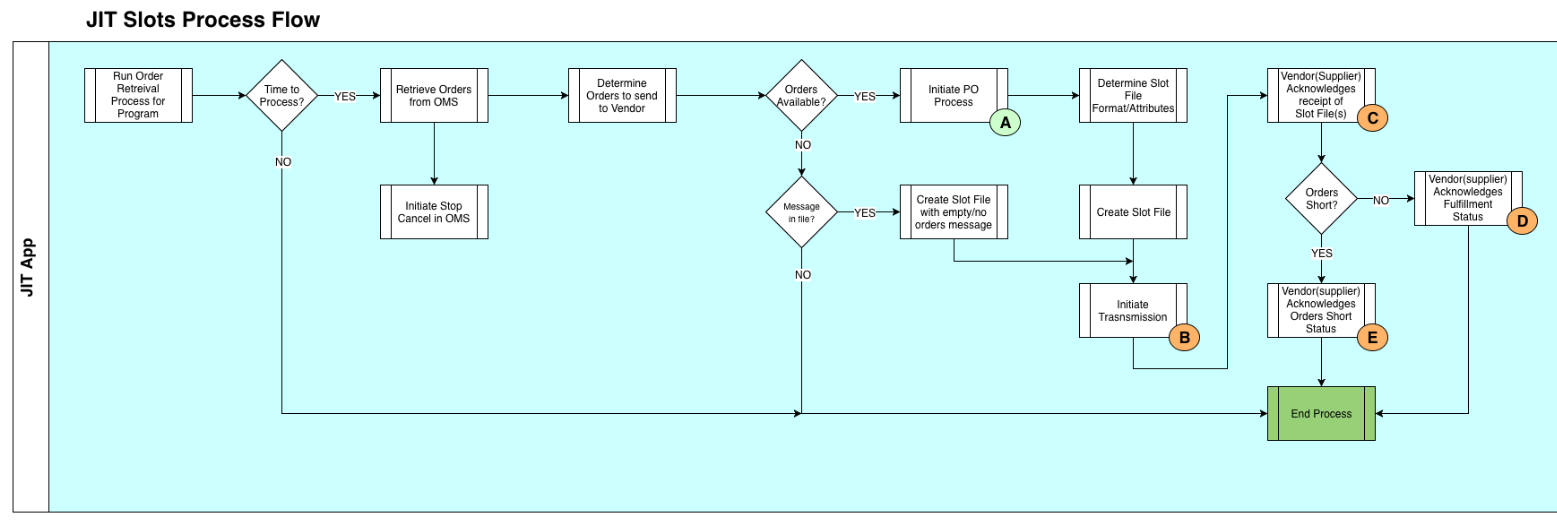 JIT Slots Process Flow
JIT App
Run Order
Retreival
Process for
Program
Time to
Process?
YES
NO
Retrieve Orders
from OMS
Initiate Stop
Cancel in OMS
Determine
Orders to send
to Vendor
Orders
Available?
YES
NO
Message
in file?
YES
NO
Initiate PO
Process
A
Create Slot File
with empty/no
orders message
Determine Slot
File
Format/Attributes
Create Slot File
Initiate
Trasnsmission
B
Vendor(Supplier)
Acknowledges
receipt of
Slot File(s)
C
Orders
Short?
NO
YES
Vendor(supplier)
Acknowledges
Fulfillment
Status
D
Vendor(supplier)
Acknowledges
Orders Short
Status
E
End Process